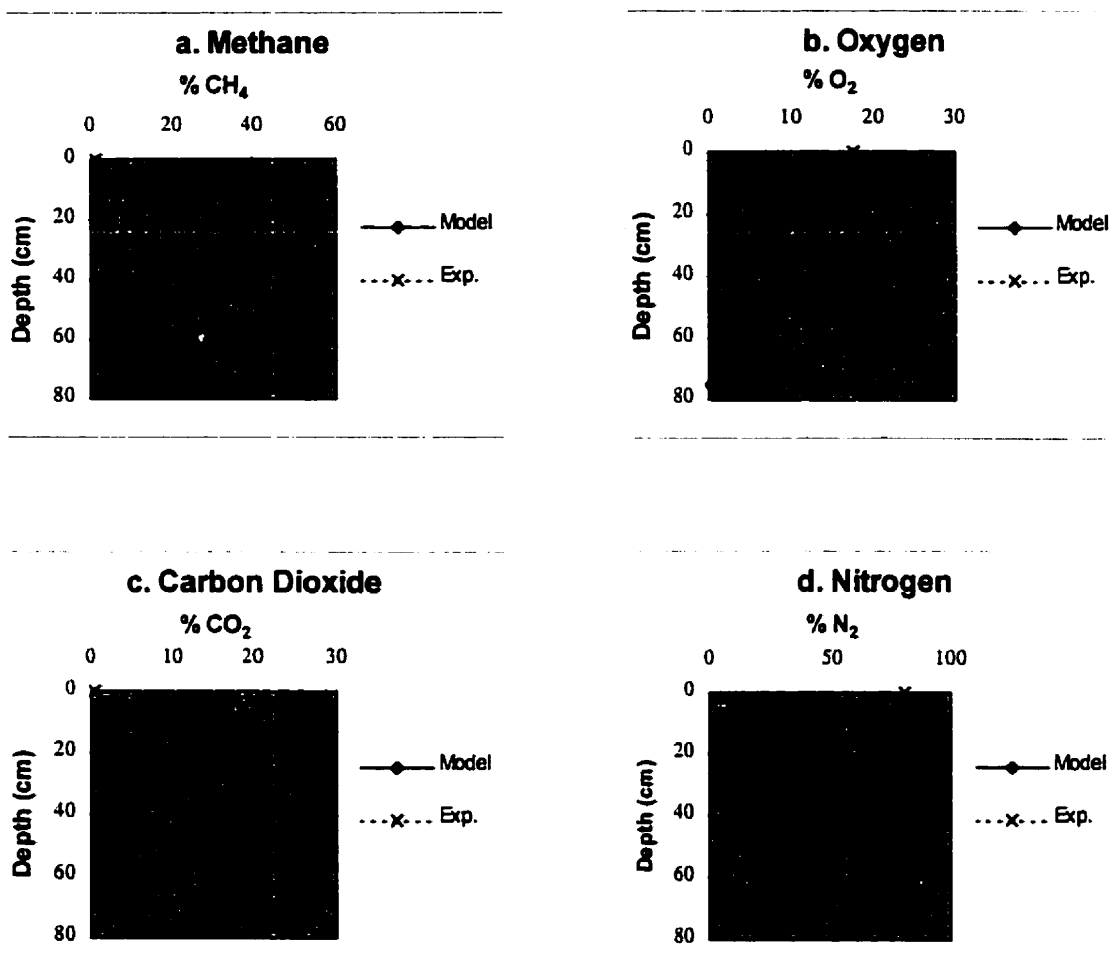 a. Methane
% CH₄
0 20 40 60
0
20
40
60
80
Depth (cm)
Model
Exp.
b. Oxygen
% O₂
0 10 20 30
0
20
40
60
80
Depth (cm)
Model
Exp.
c. Carbon Dioxide
% CO₂
0 10 20 30
0
20
40
60
80
Depth (cm)
Model
Exp.
d. Nitrogen
% N₂
0 50 100
0
20
40
60
80
Depth (cm)
Model
Exp.